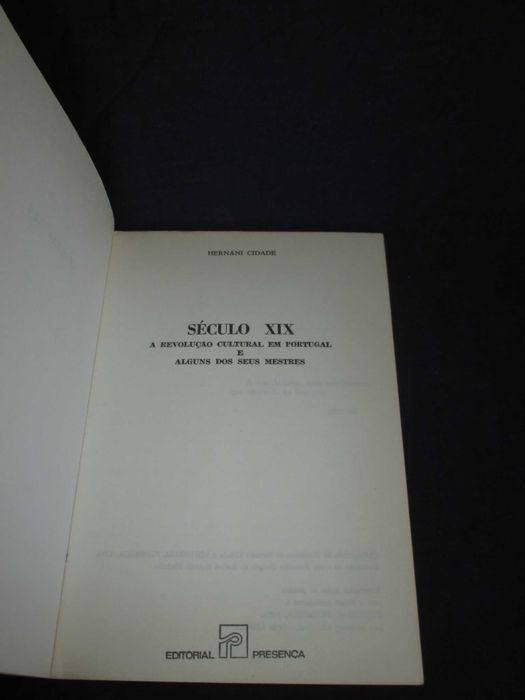 HERNANI CIDADE
SÉCULO XIX
A REVOLUÇÃO CULTURAL EM PORTUGAL
E
ALGUNS DOS SEUS MESTRES
EDITORIAL PRESENÇA